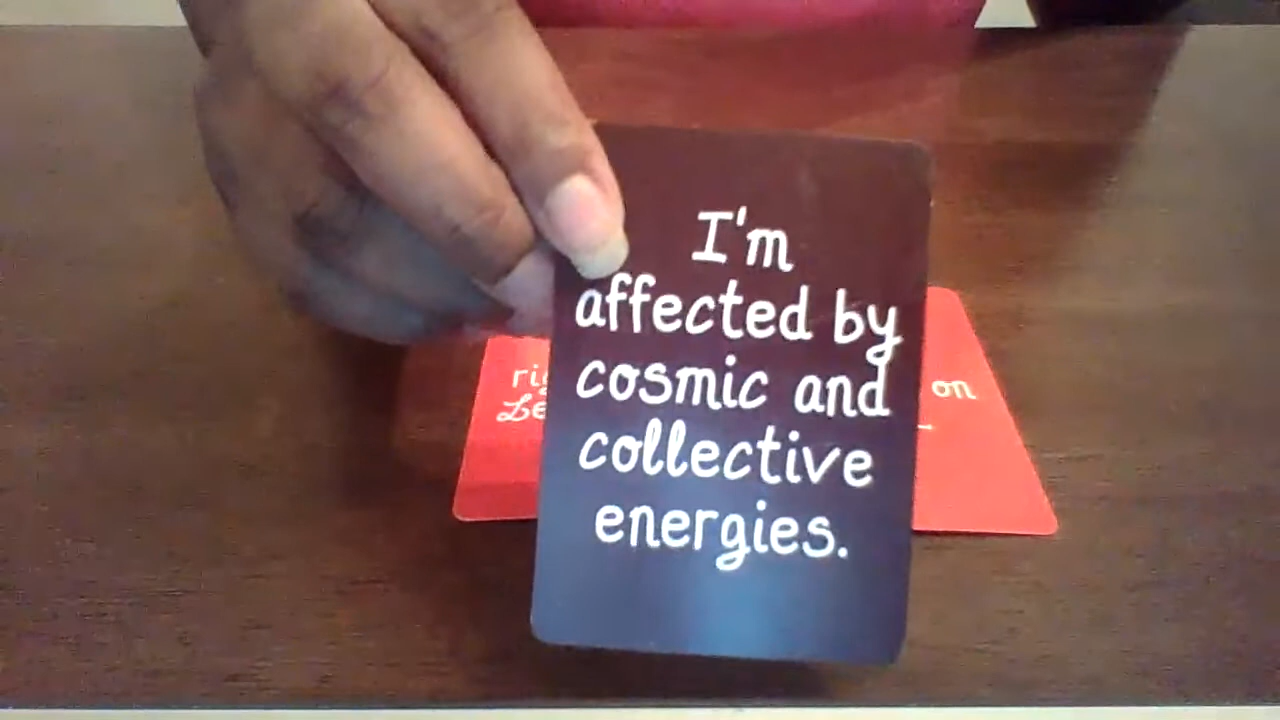 I'm
affected by
cosmic and
collective
energies.
on